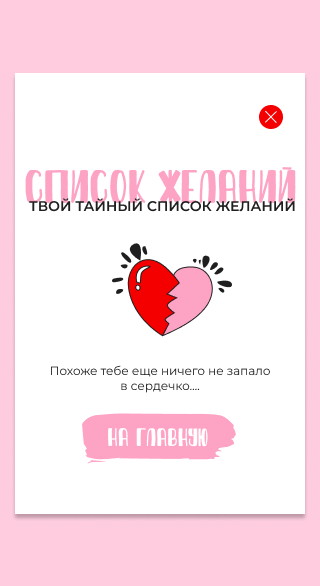 СПИСОК ЖЕЛАНИЙ
ТВОЙ ТАЙНЫЙ СПИСОК ЖЕЛАНИЙ
Похоже тебе еще ничего не запало
в сердечко....
НА ГЛАВНУЮ